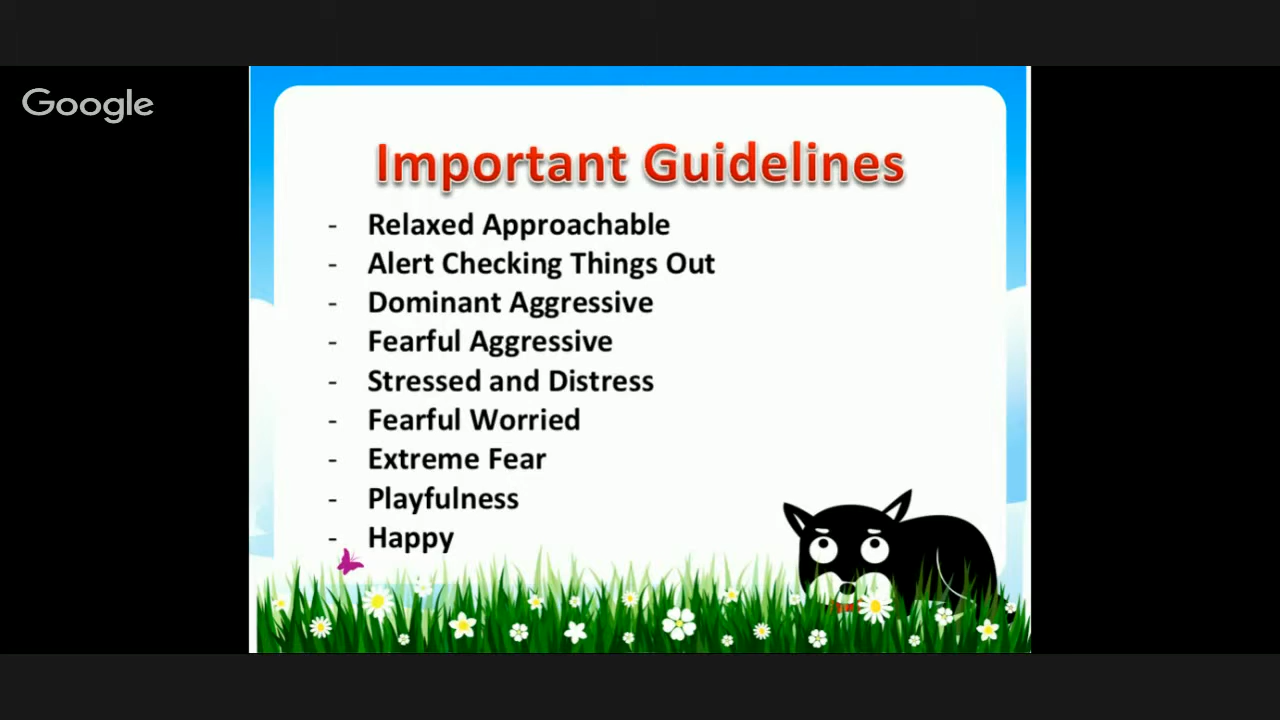 Google
Important Guidelines
- Relaxed Approachable
- Alert Checking Things Out
- Dominant Aggressive
- Fearful Aggressive
- Stressed and Distress
- Fearful Worried
- Extreme Fear
- Playfulness
- Happy